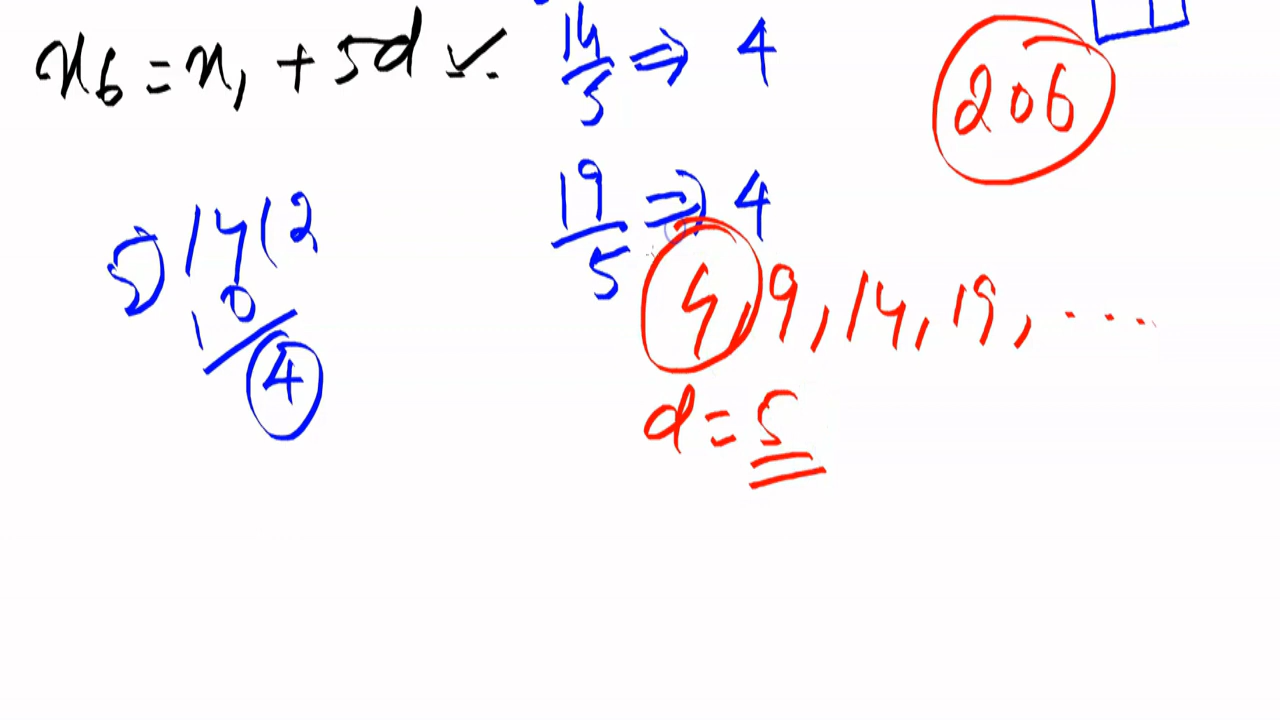 x₆ = x₁ + 5d ✓
14/5 ⇒ 4
206
19/5 ⇒ 4
5) 14 (2
10
4
4, 9, 14, 19, ....
d = 5